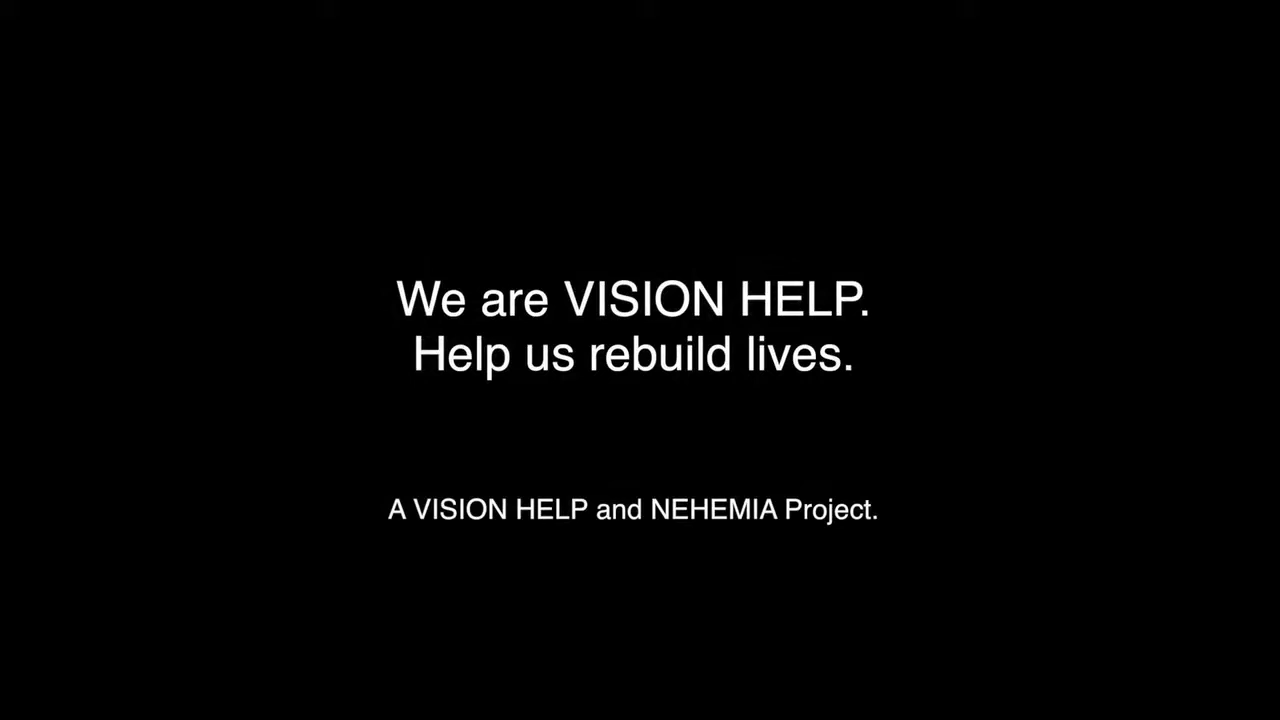 We are VISION HELP.
Help us rebuild lives.
A VISION HELP and NEHEMIA Project.